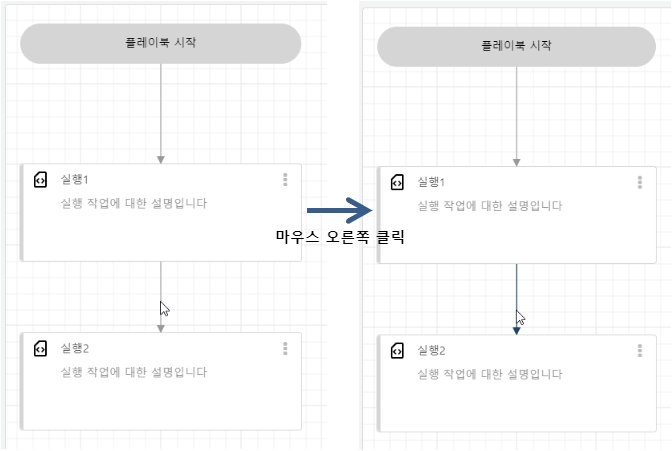 플레이북 시작
실행1
실행 작업에 대한 설명입니다
실행2
실행 작업에 대한 설명입니다
마우스 오른쪽 클릭
플레이북 시작
실행1
실행 작업에 대한 설명입니다
실행2
실행 작업에 대한 설명입니다